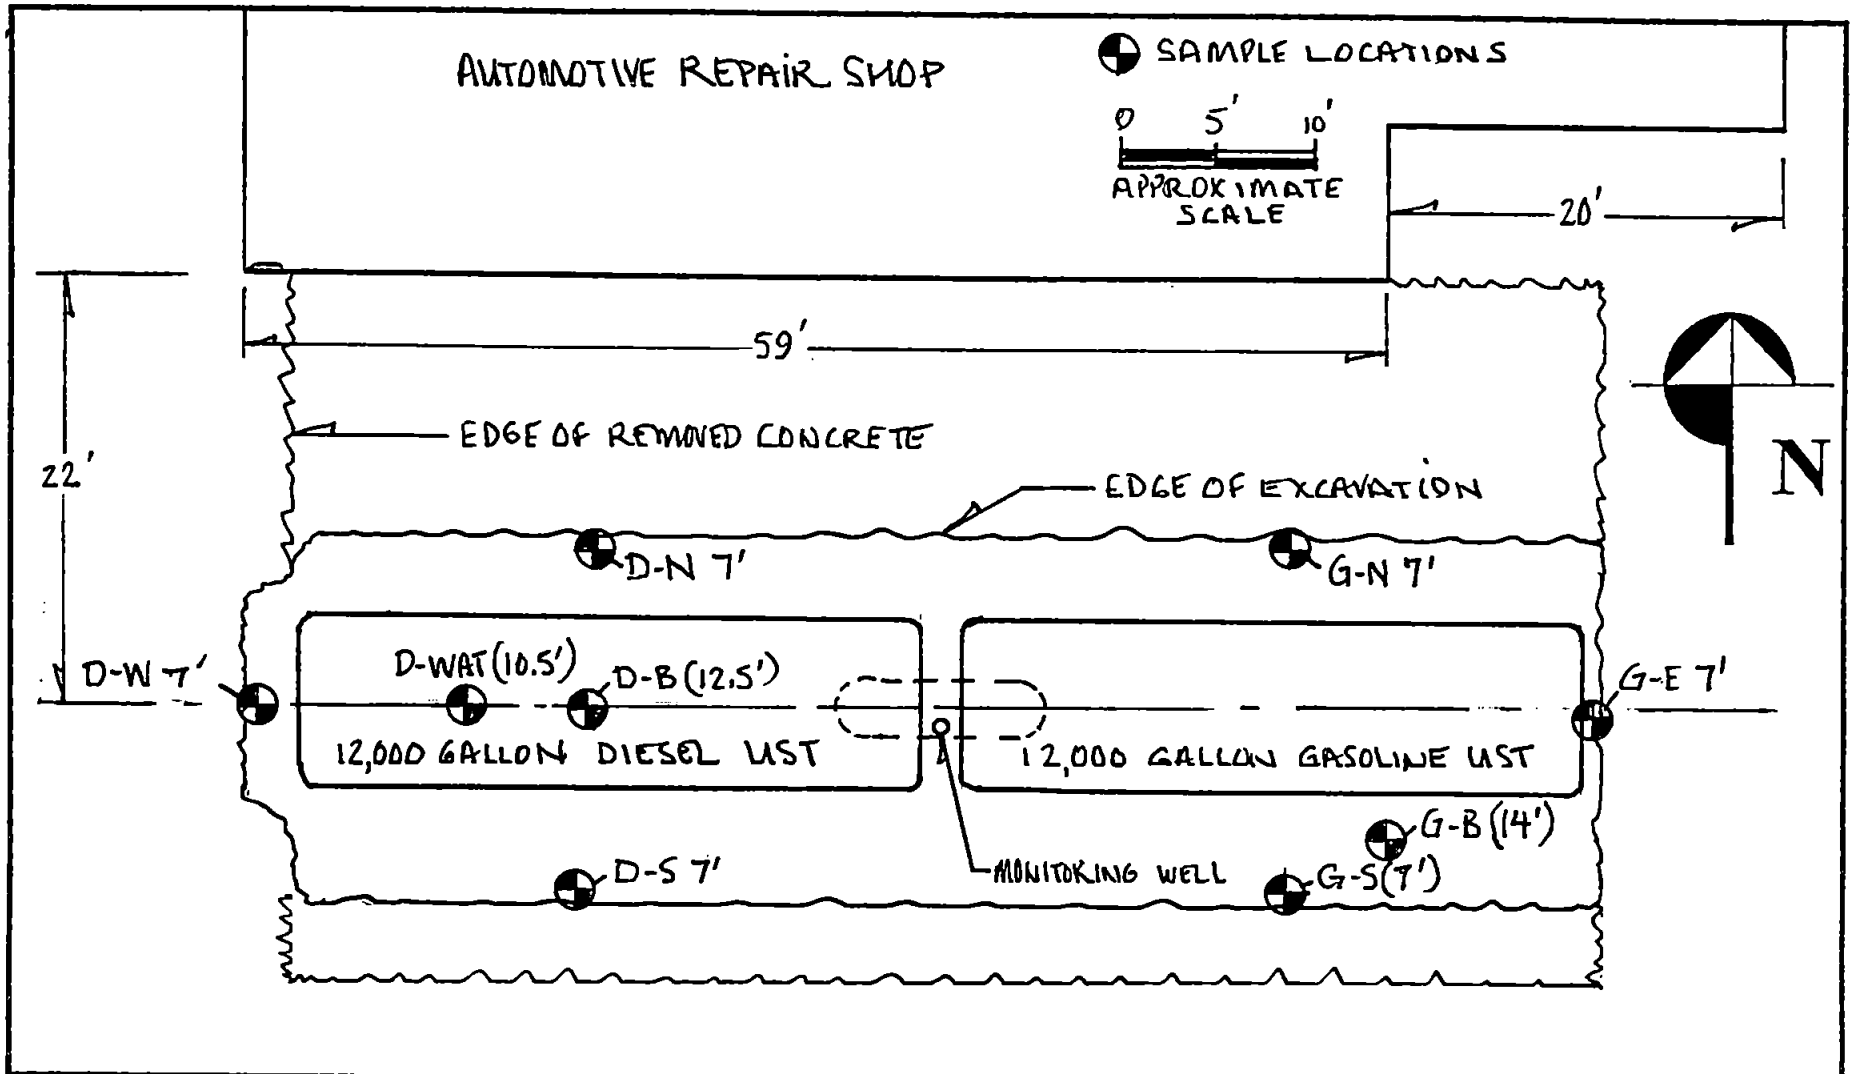 AUTOMOTIVE REPAIR SHOP
SAMPLE LOCATIONS
0 5' 10'
APPROXIMATE
SCALE
20'
59'
EDGE OF REMOVED CONCRETE
22'
EDGE OF EXCAVATION
N
D-N 7'
G-N 7'
D-W 7'
D-WAT (10.5')
D-B (12.5')
G-E 7'
12,000 GALLON DIESEL UST
12,000 GALLON GASOLINE UST
G-B (14')
D-S 7'
MONITORING WELL
G-S (7')